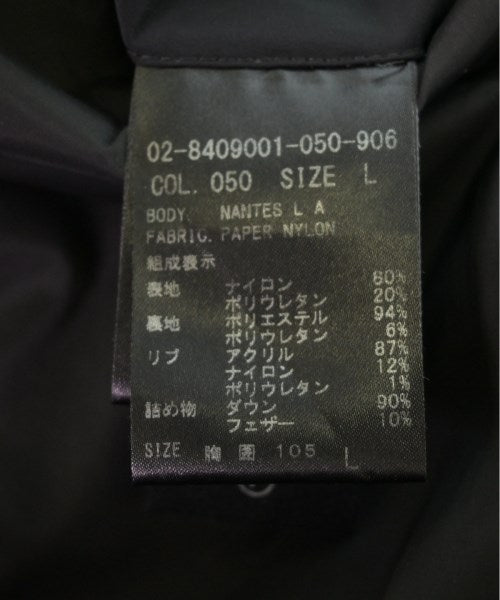 02-8409001-050-906
COL. 050 SIZE L
BODY. NANTES L A
FABRIC. PAPER NYLON
組成表示
表地 ナイロン 80%
ポリウレタン 20%
裏地 ポリエステル 94%
ポリウレタン 6%
リブ アクリル 87%
ナイロン 12%
ポリウレタン 1%
詰め物 ダウン 90%
フェザー 10%
SIZE 胸囲 105 L